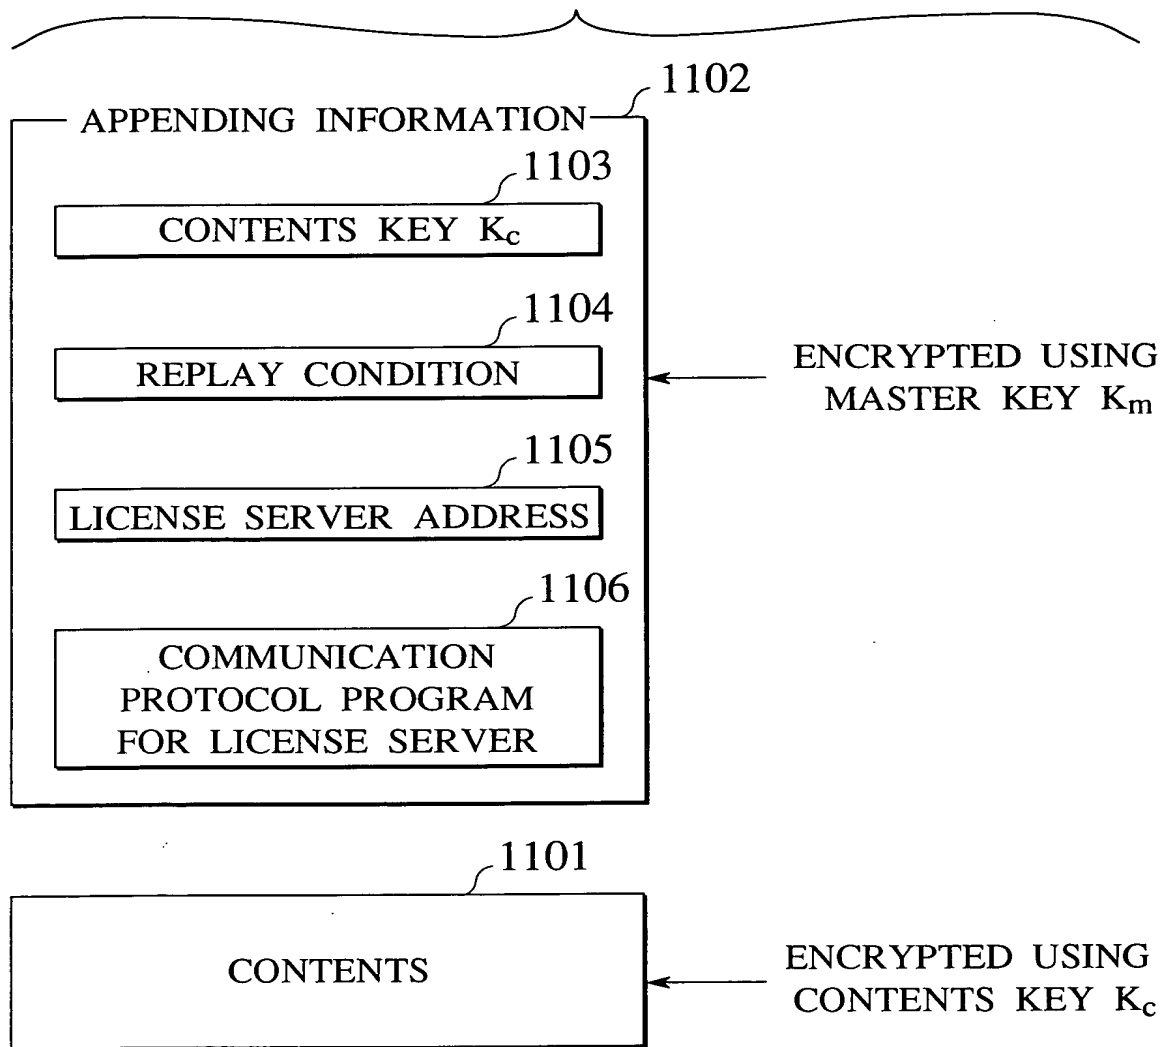 1102
APPENDING INFORMATION
1103
CONTENTS KEY Kc
1104
REPLAY CONDITION
ENCRYPTED USING
MASTER KEY Km
1105
LICENSE SERVER ADDRESS
1106
COMMUNICATION
PROTOCOL PROGRAM
FOR LICENSE SERVER
1101
CONTENTS
ENCRYPTED USING
CONTENTS KEY Kc